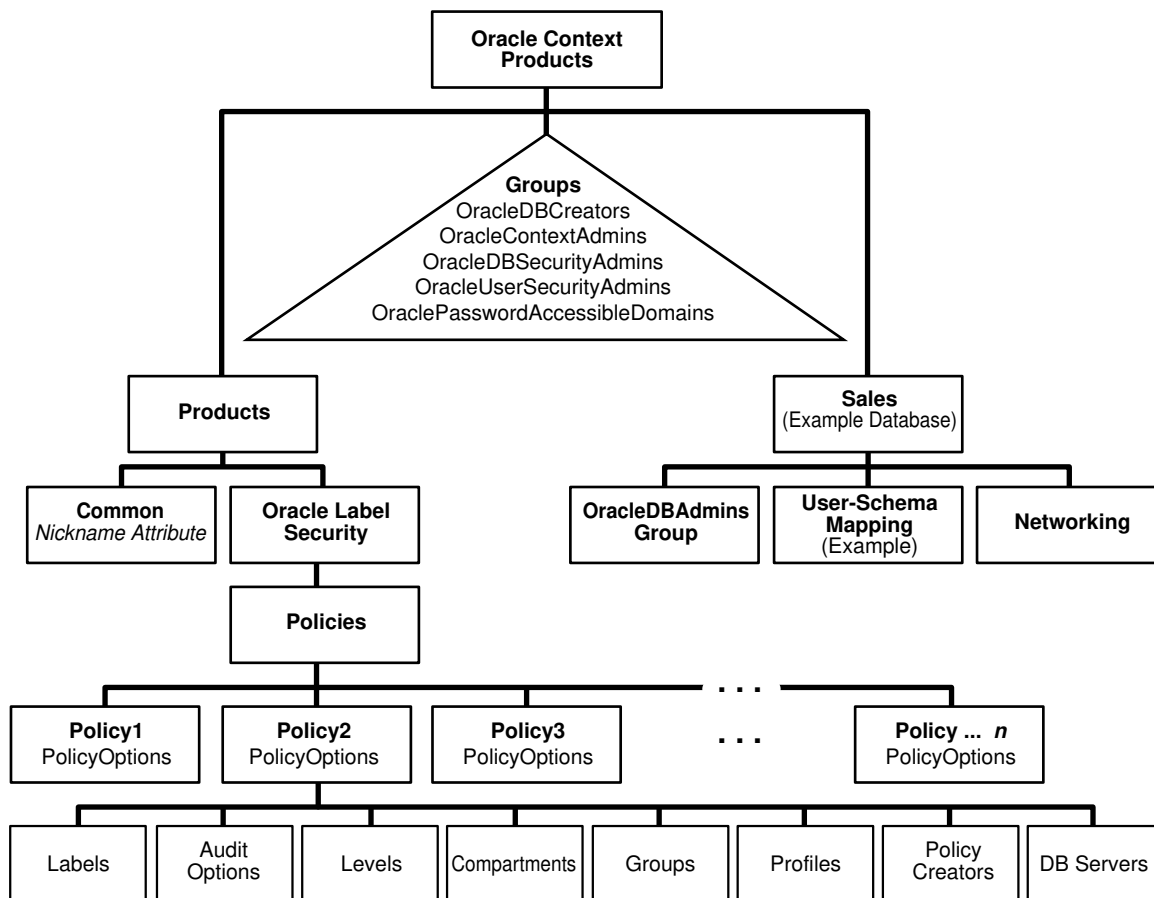 Oracle Context
Products
Groups
OracleDBCreators
OracleContextAdmins
OracleDBSecurityAdmins
OracleUserSecurityAdmins
OraclePasswordAccessibleDomains
Products
Sales
(Example Database)
Common
Nickname Attribute
Oracle Label
Security
OracleDBAdmins
Group
User-Schema
Mapping
(Example)
Networking
Policies
. . .
Policy1
PolicyOptions
Policy2
PolicyOptions
Policy3
PolicyOptions
. . .
Policy ... n
PolicyOptions
Labels
Audit
Options
Levels
Compartments
Groups
Profiles
Policy
Creators
DB Servers